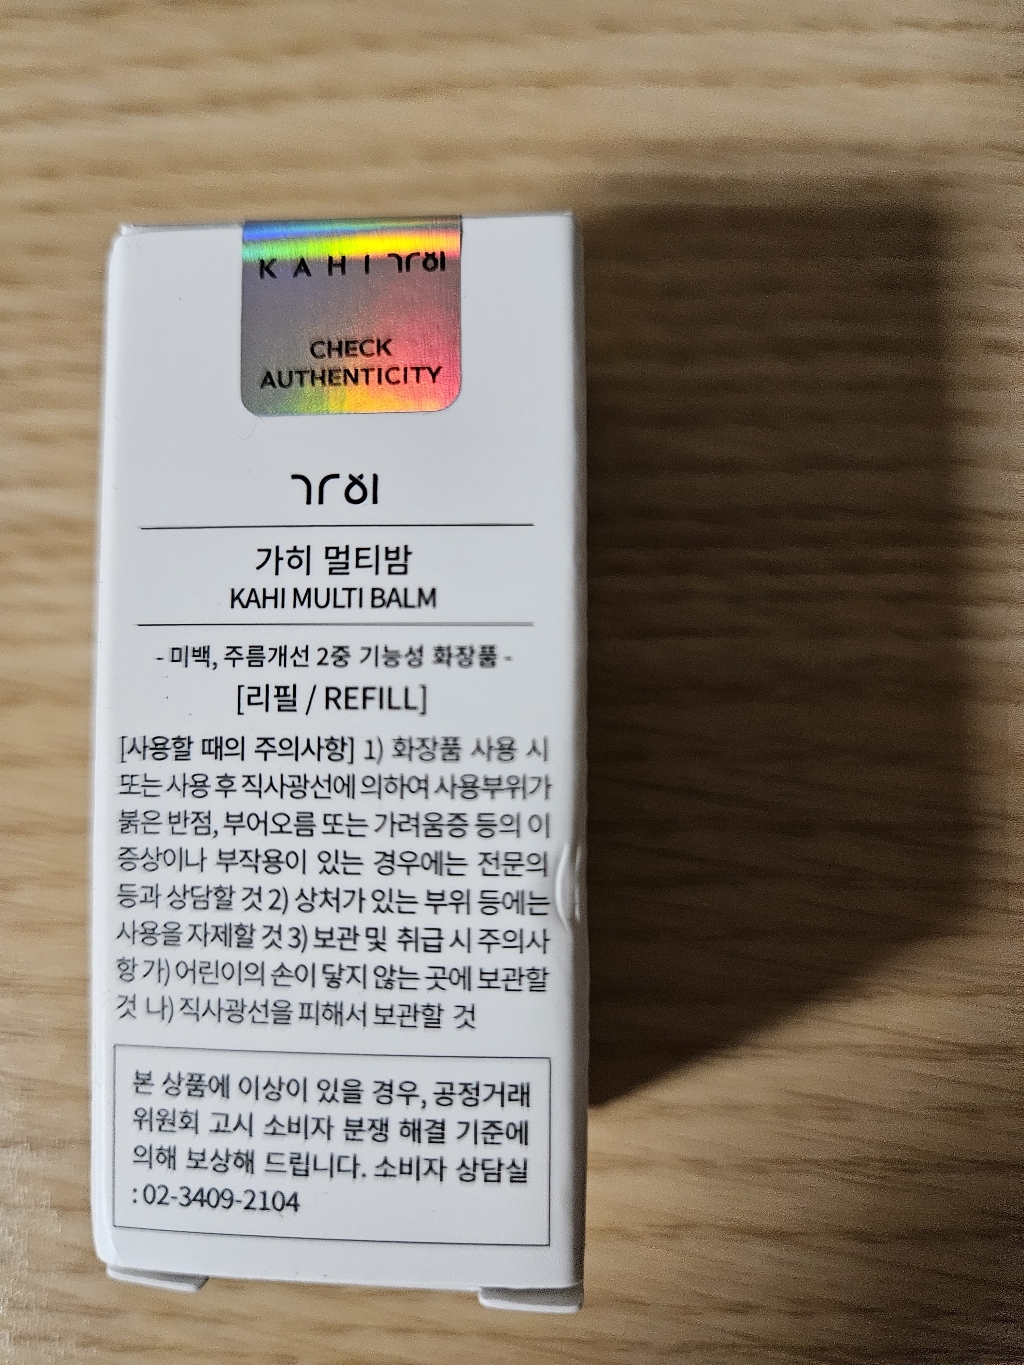 KAHI 가히
CHECK
AUTHENTICITY
가히
가히 멀티밤
KAHI MULTI BALM
- 미백, 주름개선 2중 기능성 화장품 -
[리필 / REFILL]
[사용할 때의 주의사항] 1) 화장품 사용 시
또는 사용 후 직사광선에 의하여 사용부위가
붉은 반점, 부어오름 또는 가려움증 등의 이
증상이나 부작용이 있는 경우에는 전문의
등과 상담할 것 2) 상처가 있는 부위 등에는
사용을 자제할 것 3) 보관 및 취급 시 주의사
항 가) 어린이의 손이 닿지 않는 곳에 보관할
것 나) 직사광선을 피해서 보관할 것
본 상품에 이상이 있을 경우, 공정거래
위원회 고시 소비자 분쟁 해결 기준에
의해 보상해 드립니다. 소비자 상담실
: 02-3409-2104